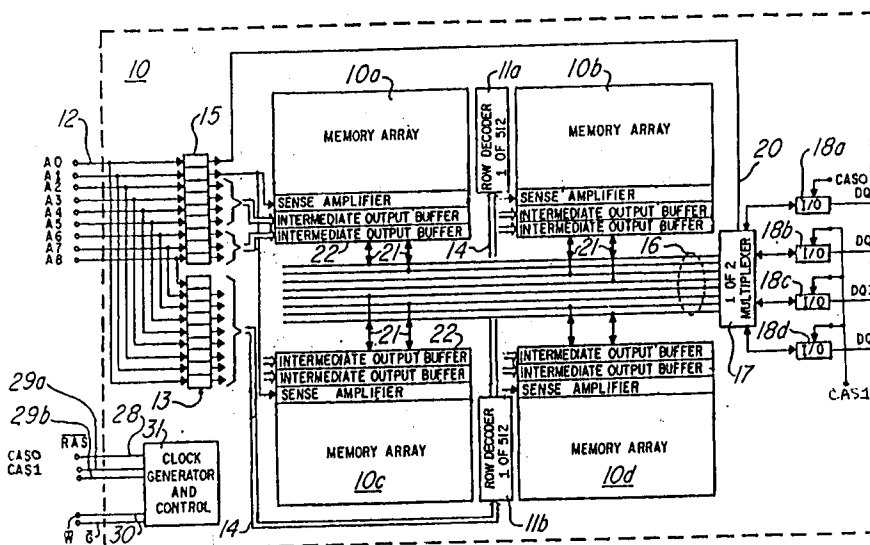 10
10a
11a
10b
12
15
20
18a
A0
A1
A2
A3
A4
A5
A6
A7
A8
MEMORY ARRAY
SENSE AMPLIFIER
INTERMEDIATE OUTPUT BUFFER
INTERMEDIATE OUTPUT BUFFER
22
21
ROW DECODER
1 OF 512
14
MEMORY ARRAY
SENSE AMPLIFIER
INTERMEDIATE OUTPUT BUFFER
INTERMEDIATE OUTPUT BUFFER
21
16
1 OF 2
MULTIPLEXER
17
CAS0
I/O
DQ
18b
I/O
DQ
18c
I/O
18d
I/O
DQ
CAS1
21
22
INTERMEDIATE OUTPUT BUFFER
INTERMEDIATE OUTPUT BUFFER
SENSE AMPLIFIER
MEMORY ARRAY
10c
ROW DECODER
1 OF 512
11b
21
INTERMEDIATE OUTPUT BUFFER
INTERMEDIATE OUTPUT BUFFER
SENSE AMPLIFIER
MEMORY ARRAY
10d
13
29a
29b
28
31
RAS
CAS0
CAS1
CLOCK
GENERATOR
AND
CONTROL
W
G
30
14